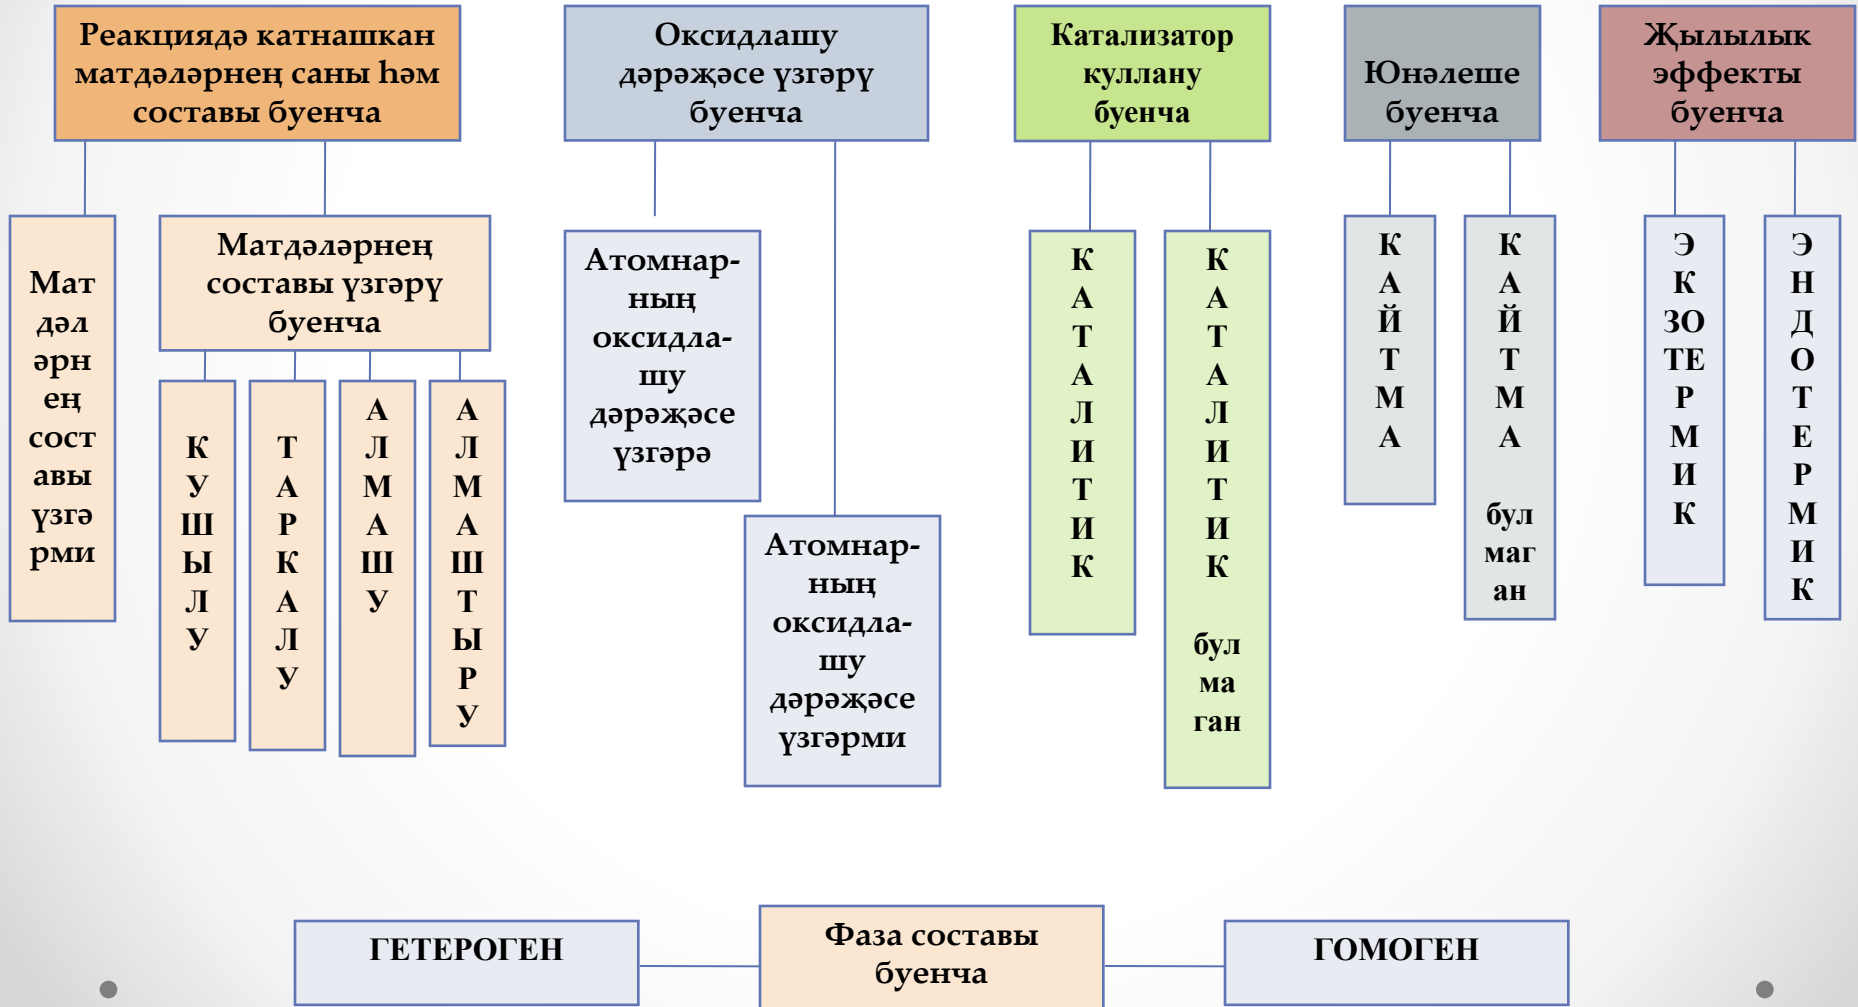 Реакциядә катнашкан
матдәләрнең саны һәм
составы буенча
Оксидлашу
дәрәҗәсе үзгәрү
буенча
Катализатор
куллану
буенча
Юнәлеше
буенча
Җылылык
эффекты
буенча
Мат
дәл
әрн
ең
сост
авы
үзгә
рми
Матдәләрнең
составы үзгәрү
буенча
К
У
Ш
Ы
Л
У
Т
А
Р
К
А
Л
У
А
Л
М
А
Ш
У
А
Л
М
А
Ш
Т
Ы
Р
У
Атомнар-
ның
оксидла-
шу
дәрәҗәсе
үзгәрә
Атомнар-
ның
оксидла-
шу
дәрәҗәсе
үзгәрми
К
А
Т
А
Л
И
Т
И
К
К
А
Т
А
Л
И
Т
И
К
бул
ма
ган
К
А
Й
Т
М
А
К
А
Й
Т
М
А
бул
маг
ан
Э
К
ЗО
ТЕ
Р
М
И
К
Э
Н
Д
О
Т
Е
Р
М
И
К
ГЕТЕРОГЕН
Фаза составы
буенча
ГОМОГЕН